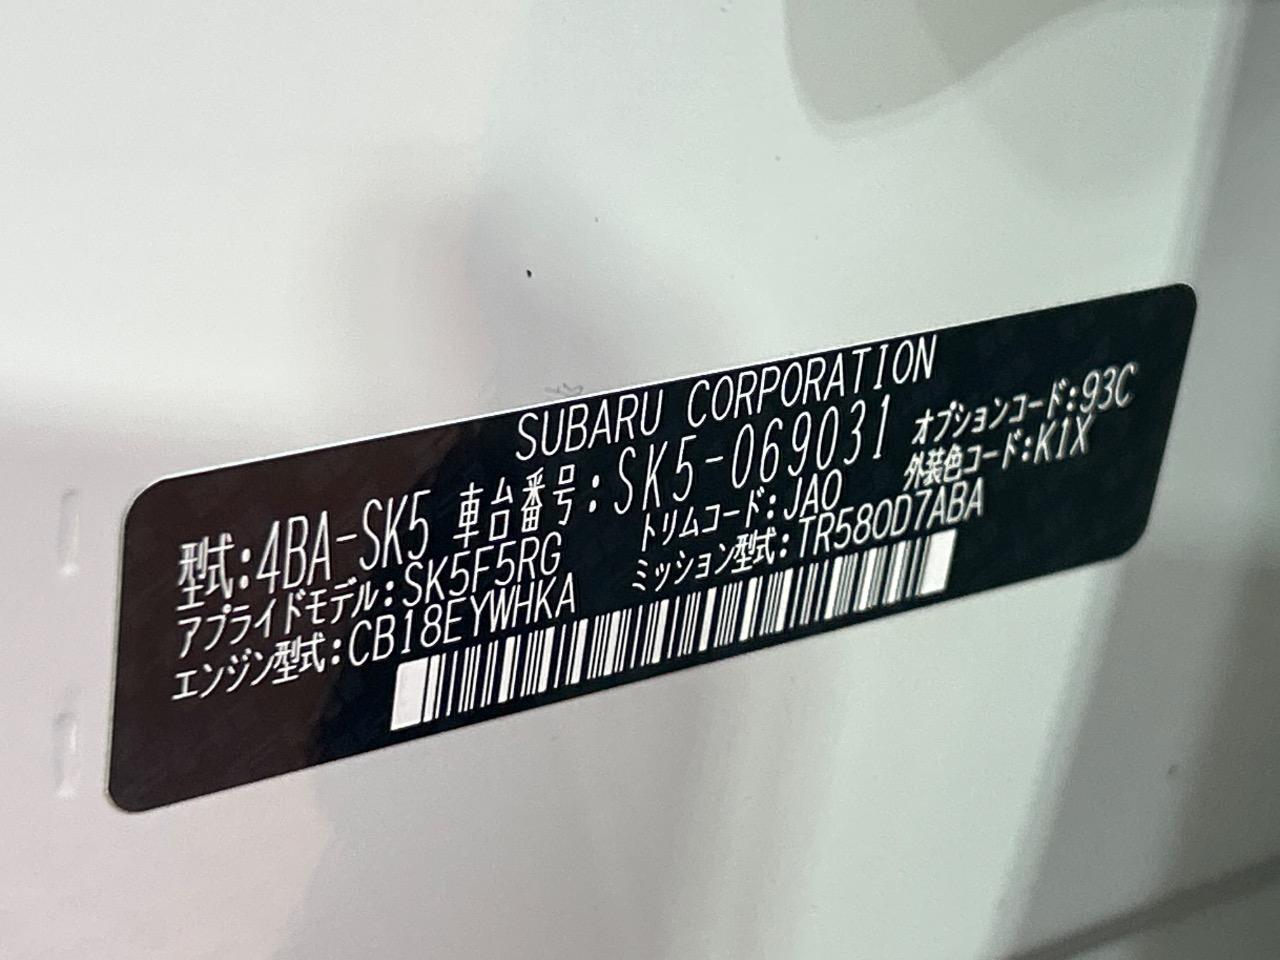 SUBARU CORPORATION
型式:4BA-SK5 車台番号:SK5-069031 オプションコード:93C
アプライドモデル:SK5F5RG トリムコード:JAO 外装色コード:K1X
エンジン型式:CB18EYWHKA ミッション型式:TR580D7ABA